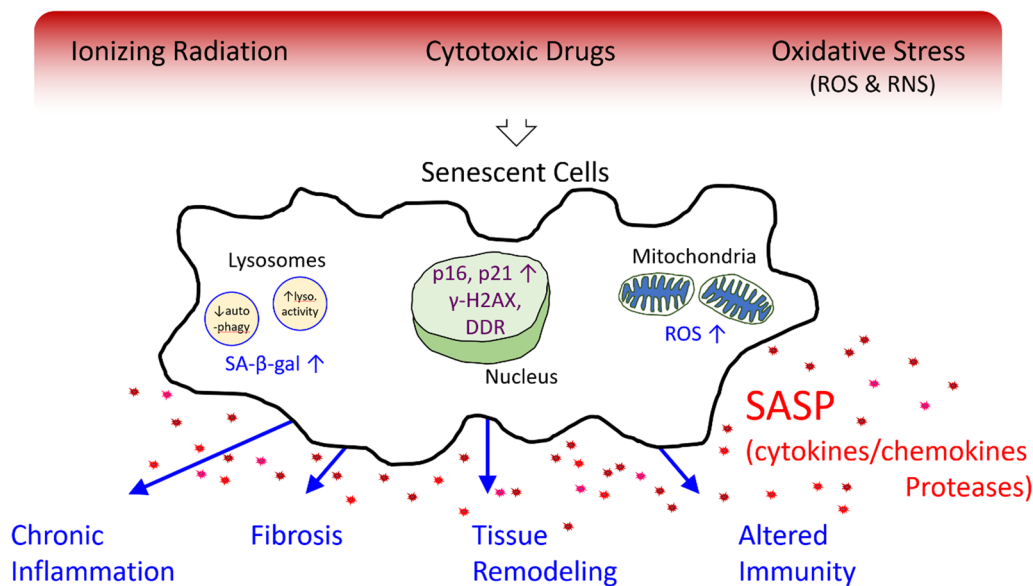 Ionizing Radiation
Cytotoxic Drugs
Oxidative Stress
(ROS & RNS)
Senescent Cells
Lysosomes
↓auto
-phagy
↑lyso.
activity
SA-β-gal ↑
p16, p21 ↑
γ-H2AX,
DDR
Nucleus
Mitochondria
ROS ↑
SASP
(cytokines/chemokines
Proteases)
Chronic
Inflammation
Fibrosis
Tissue
Remodeling
Altered
Immunity